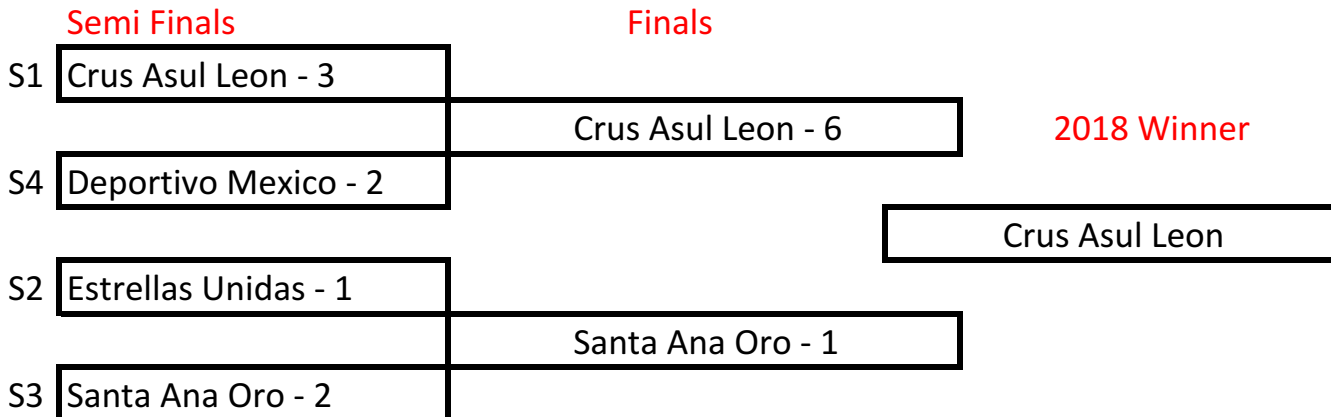 Semi Finals Finals
S1 Crus Asul Leon - 3
Crus Asul Leon - 6 2018 Winner
S4 Deportivo Mexico - 2
Crus Asul Leon
S2 Estrellas Unidas - 1
Santa Ana Oro - 1
S3 Santa Ana Oro - 2